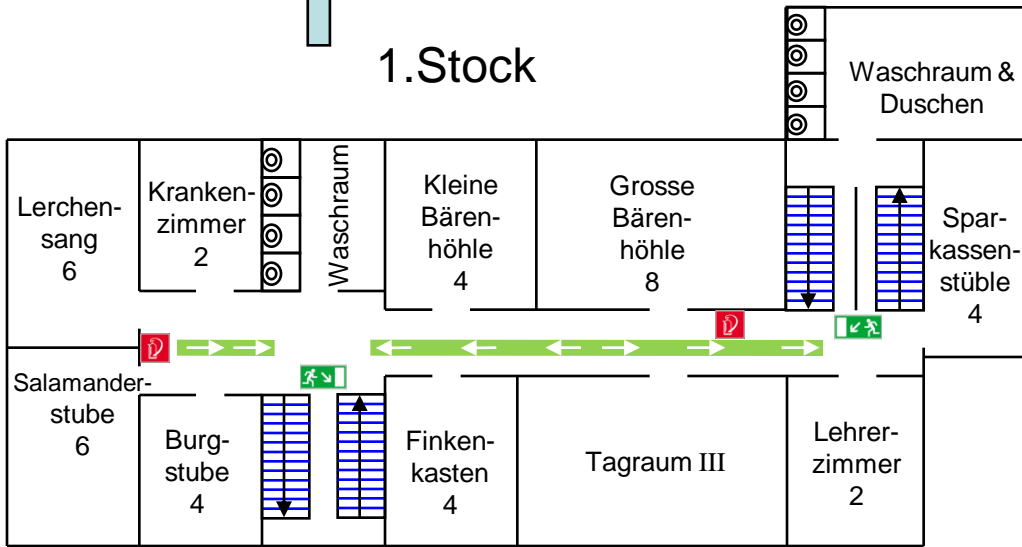 1.Stock
Waschraum &
Duschen
Lerchen-
sang
6
Kranken-
zimmer
2
Waschraum
Kleine
Bären-
höhle
4
Grosse
Bären-
höhle
8
Spar-
kassen-
stüble
4
Salamander-
stube
6
Burg-
stube
4
Finken-
kasten
4
Tagraum III
Lehrer-
zimmer
2